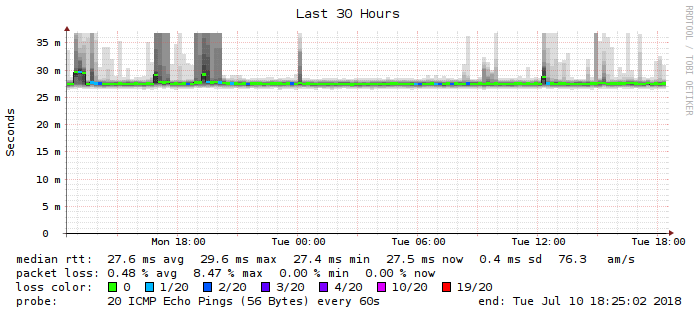 Last 30 Hours
RRDTOOL / TOBI OETIKER
Seconds
35 m
30 m
25 m
20 m
15 m
10 m
5 m
0
Mon 18:00 Tue 00:00 Tue 06:00 Tue 12:00 Tue 18:00
median rtt: 27.6 ms avg 29.6 ms max 27.4 ms min 27.5 ms now 0.4 ms sd 76.3 am/s
packet loss: 0.48 % avg 8.47 % max 0.00 % min 0.00 % now
loss color: 0 1/20 2/20 3/20 4/20 10/20 19/20
probe: 20 ICMP Echo Pings (56 Bytes) every 60s end: Tue Jul 10 18:25:02 2018